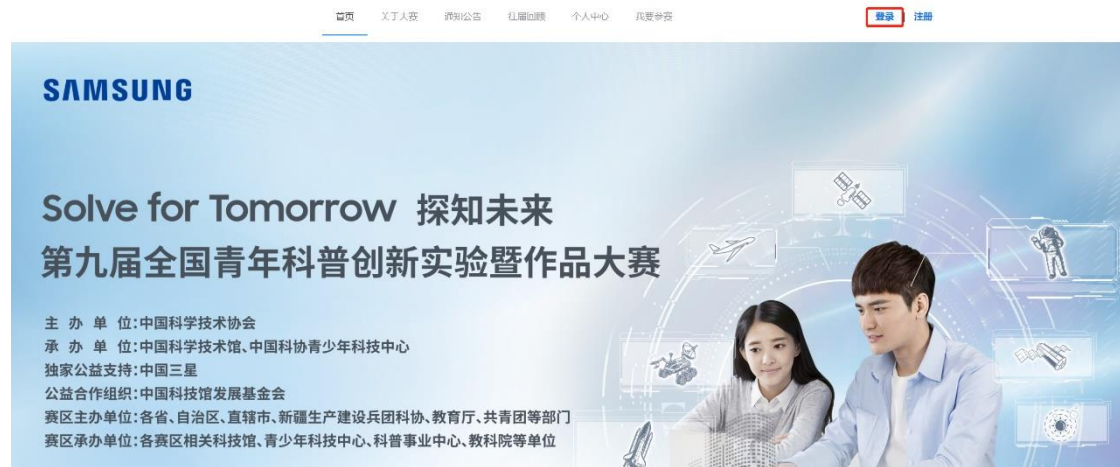 首页 关于大赛 通知公告 往届回顾 个人中心 我要参赛 登录 注册
SAMSUNG
Solve for Tomorrow 探知未来
第九届全国青年科普创新实验暨作品大赛
主 办 单 位:中国科学技术协会
承 办 单 位:中国科学技术馆、中国科协青少年科技中心
独家公益支持:中国三星
公益合作组织:中国科技馆发展基金会
赛区主办单位:各省、自治区、直辖市、新疆生产建设兵团科协、教育厅、共青团等部门
赛区承办单位:各赛区相关科技馆、青少年科技中心、科普事业中心、教科院等单位